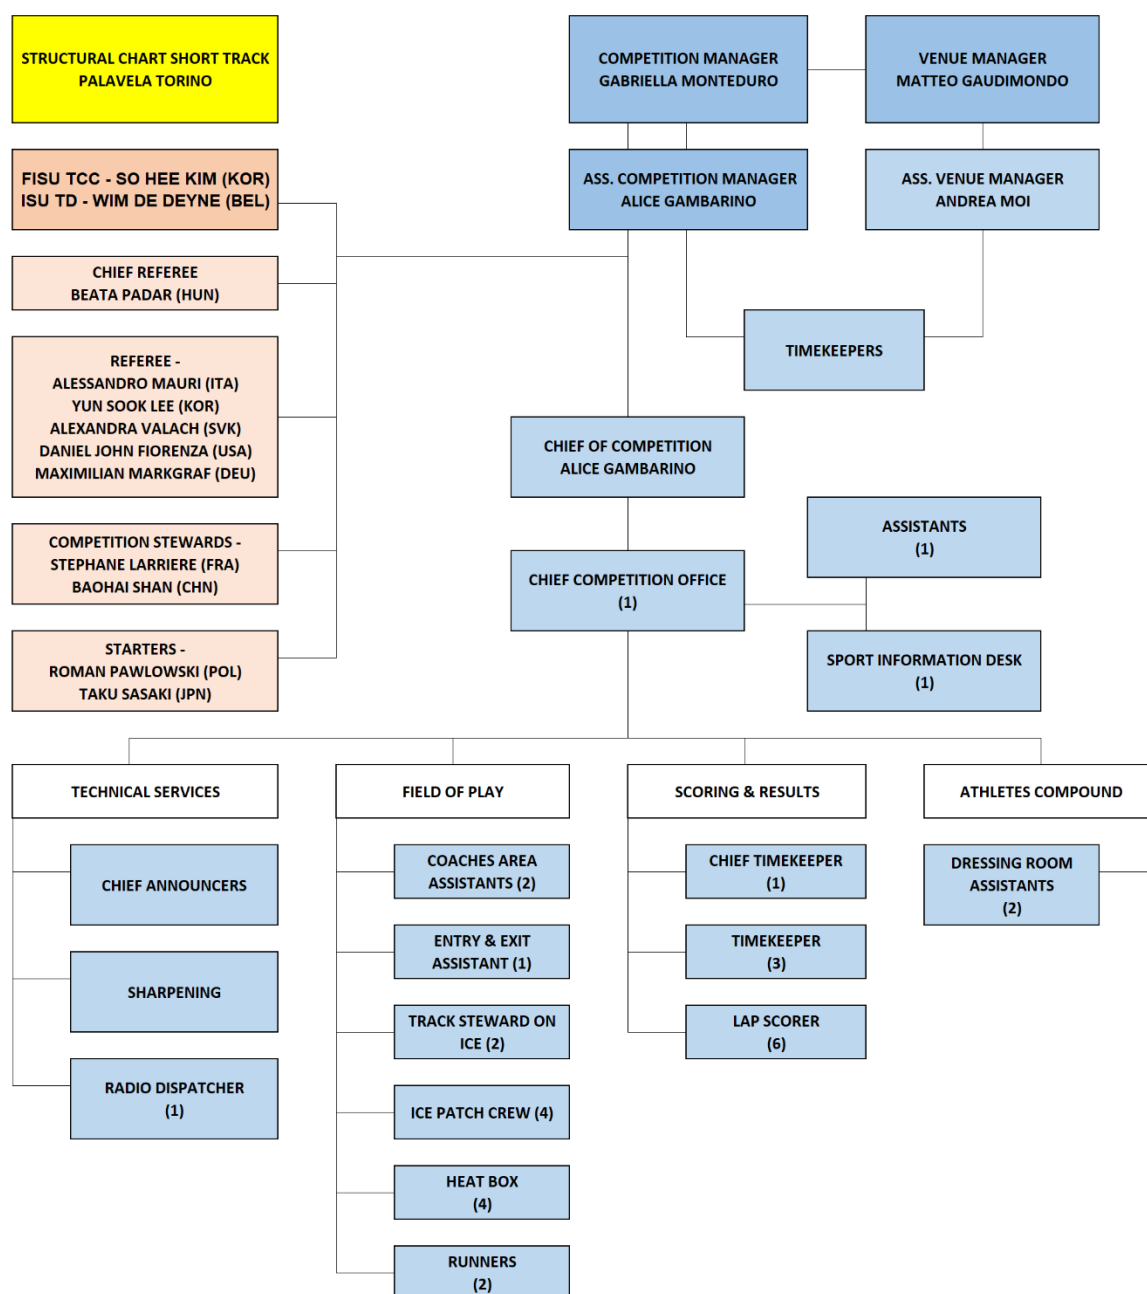 STRUCTURAL CHART SHORT TRACK
PALAVELA TORINO
COMPETITION MANAGER
GABRIELLA MONTEDURO
VENUE MANAGER
MATTEO GAUDIMONDO
FISU TCC - SO HEE KIM (KOR)
ISU TD - WIM DE DEYNE (BEL)
ASS. COMPETITION MANAGER
ALICE GAMBARINO
ASS. VENUE MANAGER
ANDREA MOI
CHIEF REFEREE
BEATA PADAR (HUN)
TIMEKEEPERS
REFEREE -
ALESSANDRO MAURI (ITA)
YUN SOOK LEE (KOR)
ALEXANDRA VALACH (SVK)
DANIEL JOHN FIORENZA (USA)
MAXIMILIAN MARKGRAF (DEU)
CHIEF OF COMPETITION
ALICE GAMBARINO
COMPETITION STEWARDS -
STEPHANE LARRIERE (FRA)
BAOHAI SHAN (CHN)
CHIEF COMPETITION OFFICE
(1)
ASSISTANTS
(1)
STARTERS -
ROMAN PAWLOWSKI (POL)
TAKU SASAKI (JPN)
SPORT INFORMATION DESK
(1)
TECHNICAL SERVICES
CHIEF ANNOUNCERS
SHARPENING
RADIO DISPATCHER
(1)
FIELD OF PLAY
COACHES AREA
ASSISTANTS (2)
ENTRY & EXIT
ASSISTANT (1)
TRACK STEWARD ON
ICE (2)
ICE PATCH CREW (4)
HEAT BOX
(4)
RUNNERS
(2)
SCORING & RESULTS
CHIEF TIMEKEEPER
(1)
TIMEKEEPER
(3)
LAP SCORER
(6)
ATHLETES COMPOUND
DRESSING ROOM
ASSISTANTS
(2)